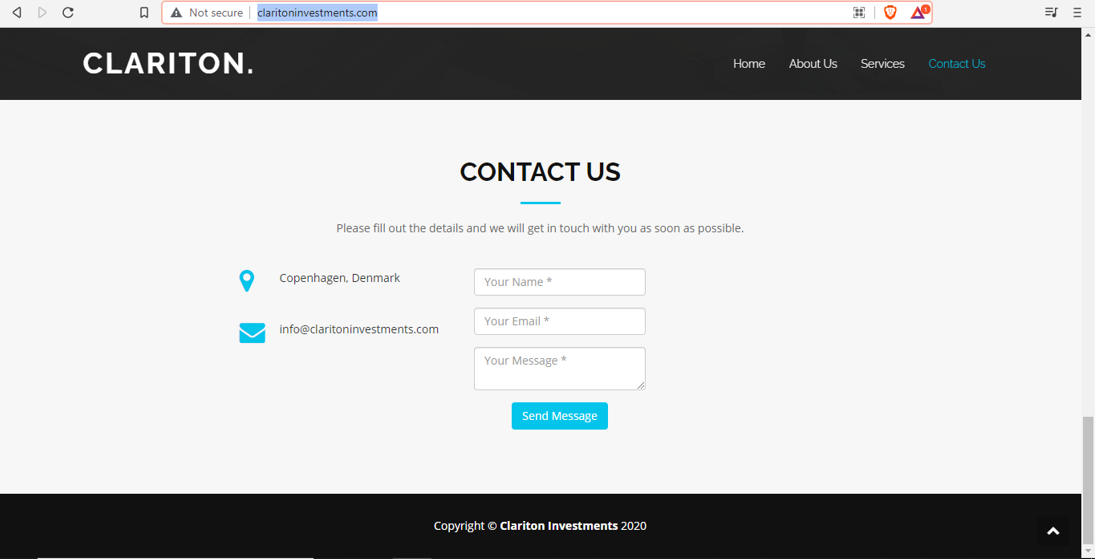 Not secure claritoninvestments.com 1
CLARITON.
Home About Us Services Contact Us
CONTACT US
Please fill out the details and we will get in touch with you as soon as possible.
Copenhagen, Denmark
info@claritoninvestments.com
Your Name *
Your Email *
Your Message *
Send Message
Copyright © Clariton Investments 2020